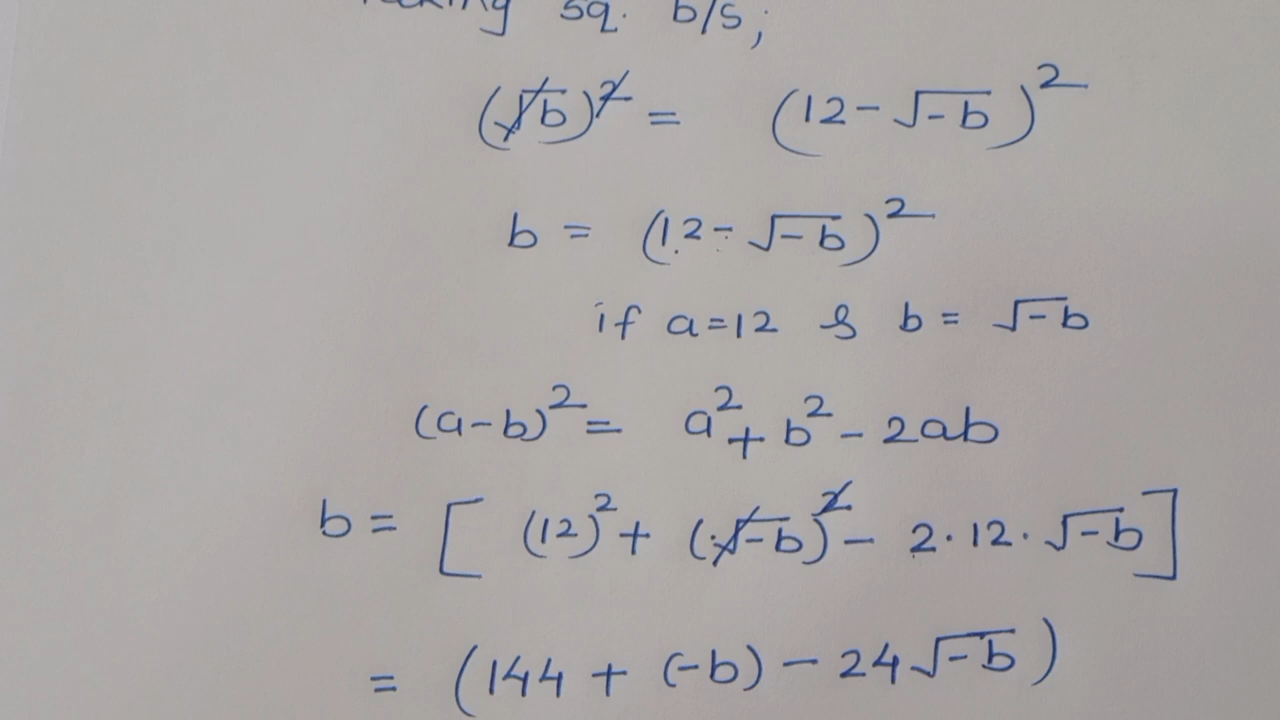 sq. b/s;
(√b)² = (12-√-b)²
b = (12-√-b)²
if a=12 & b = √-b
(a-b)² = a²+b²-2ab
b = [(12)²+(√-b)²-2·12·√-b]
= (144+(-b)-24√-b)